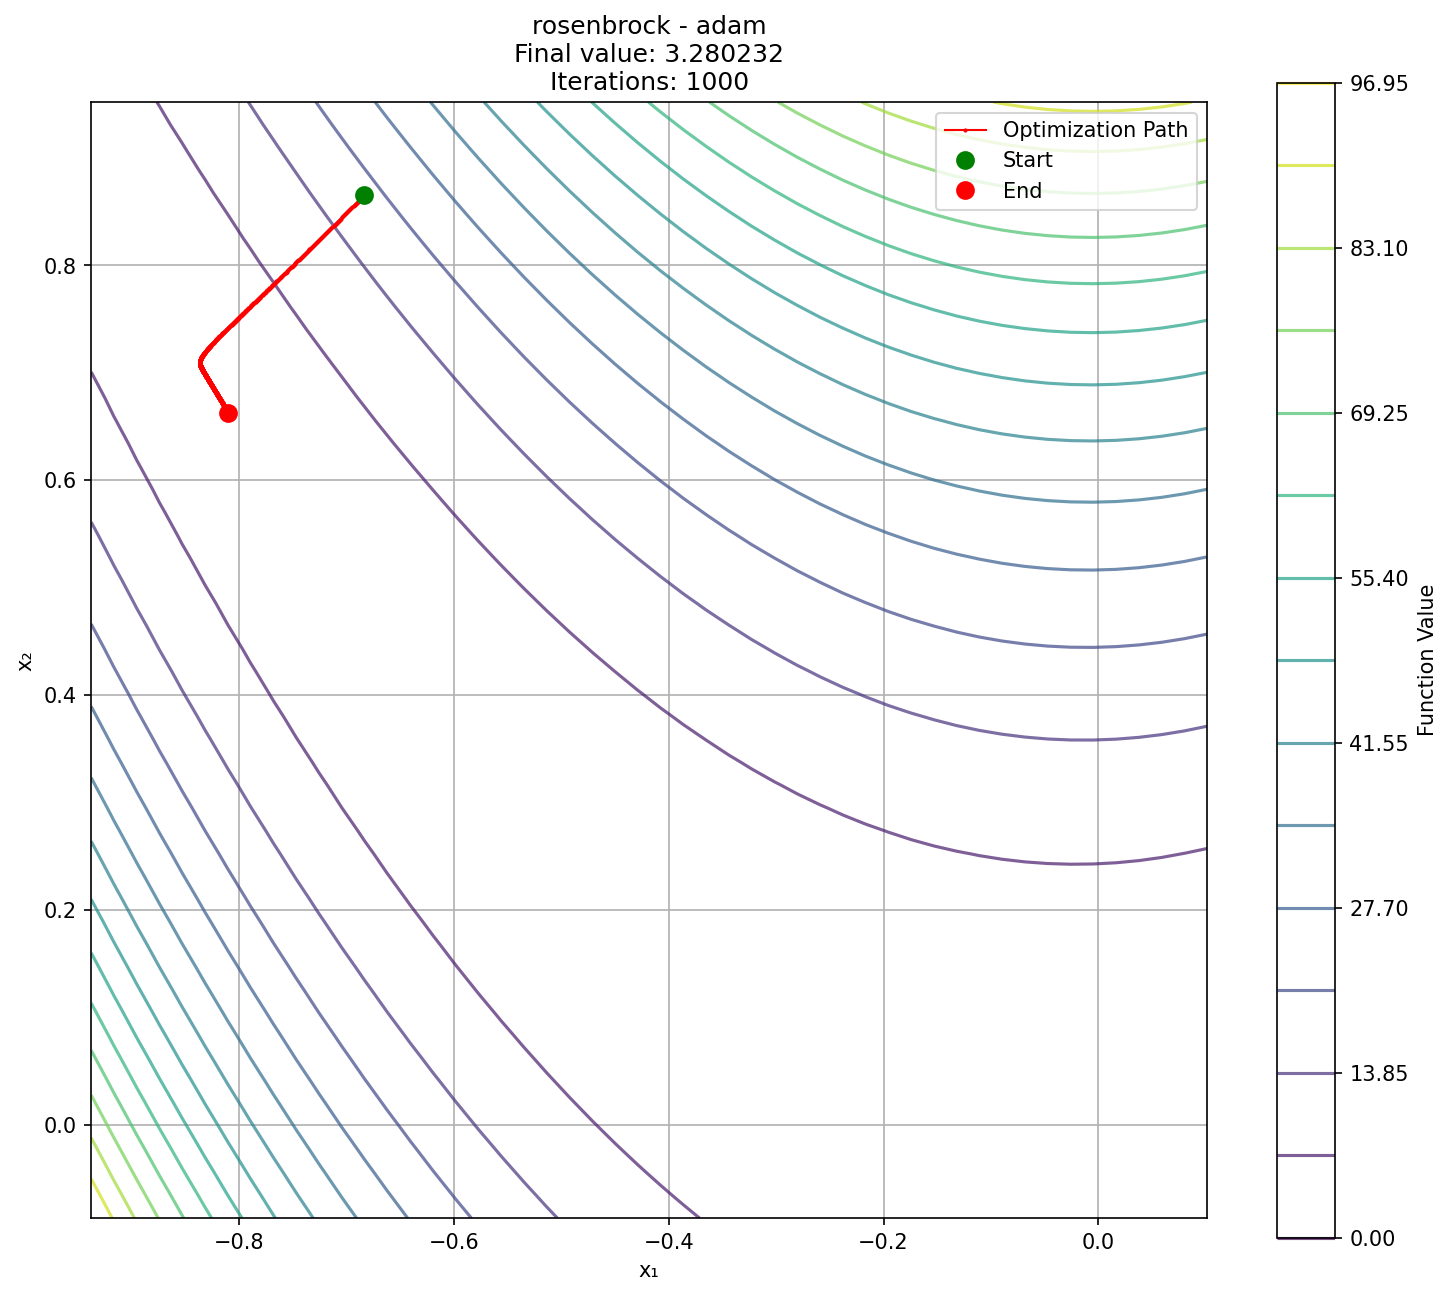 rosenbrock - adam
Final value: 3.280232
Iterations: 1000
Optimization Path
Start
End
0.8
0.6
0.4
0.2
0.0
x₂
−0.8
−0.6
−0.4
−0.2
0.0
x₁
96.95
83.10
69.25
55.40
41.55
27.70
13.85
0.00
Function Value